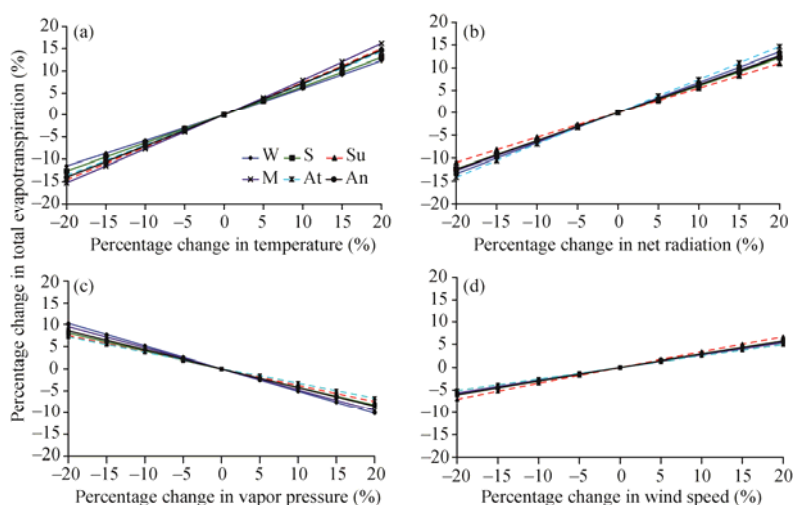 Percentage change in total evapotranspiration (%)
(a)
20
15
10
5
0
−5
−10
−15
−20
W S Su
M At An
−20 −15 −10 −5 0 5 10 15 20
Percentage change in temperature (%)
(b)
20
15
10
5
0
−5
−10
−15
−20
−20 −15 −10 −5 0 5 10 15 20
Percentage change in net radiation (%)
(c)
20
15
10
5
0
−5
−10
−15
−20
−20 −15 −10 −5 0 5 10 15 20
Percentage change in vapor pressure (%)
(d)
20
15
10
5
0
−5
−10
−15
−20
−20 −15 −10 −5 0 5 10 15 20
Percentage change in wind speed (%)